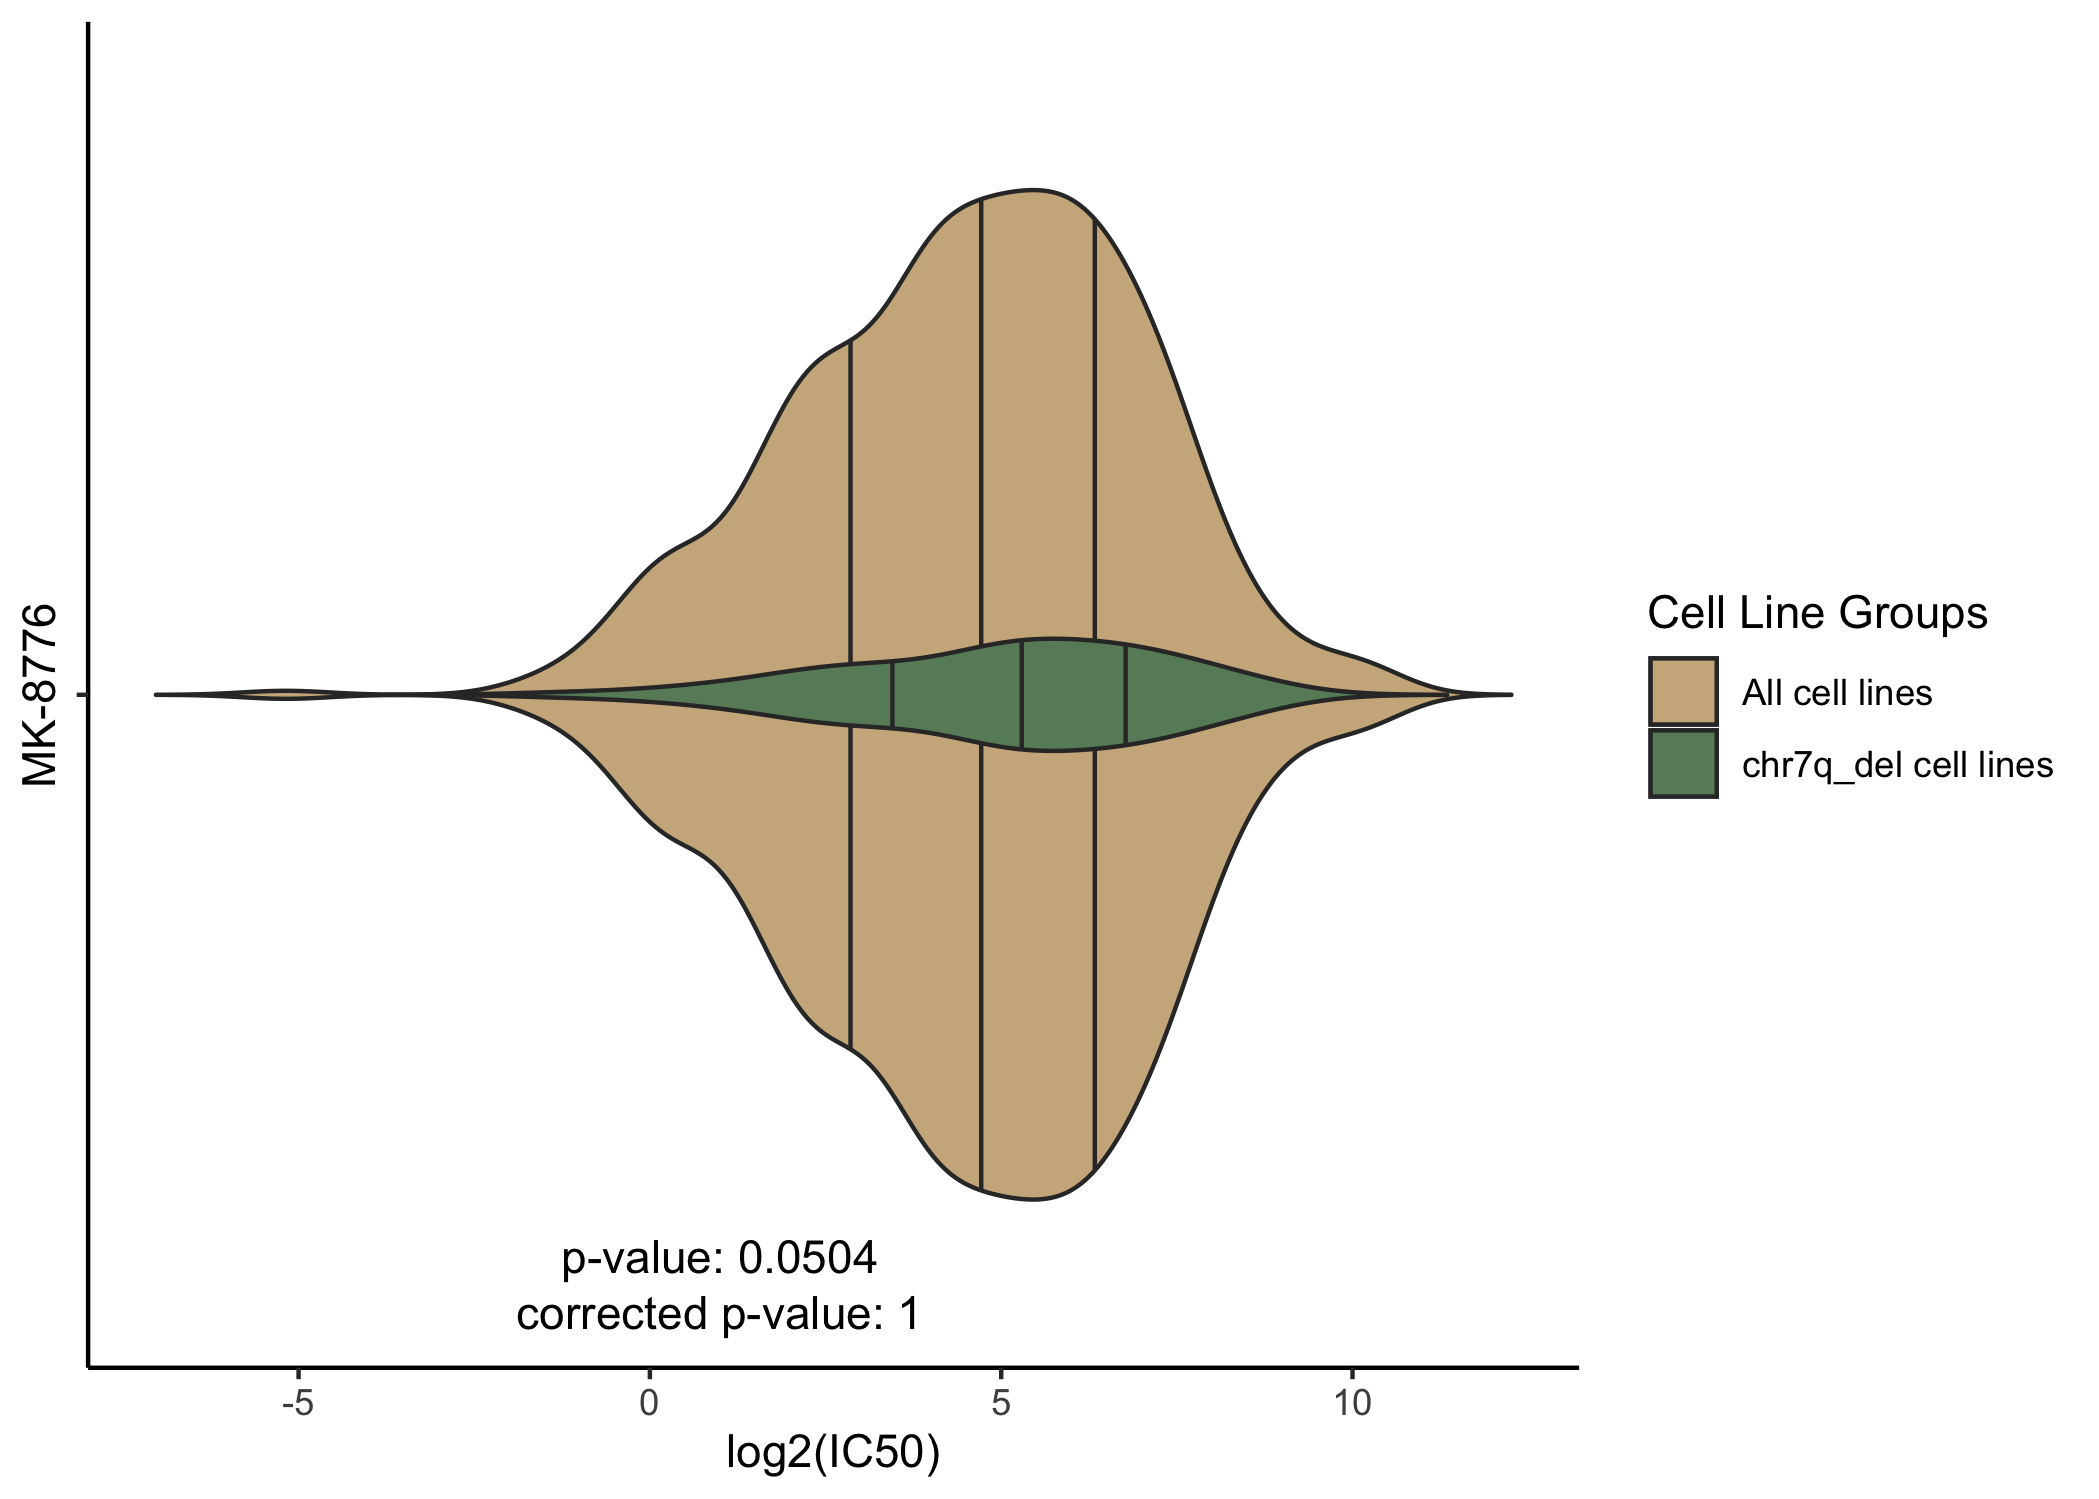 MK-8776
p-value: 0.0504
corrected p-value: 1
-5
0
5
10
log2(IC50)
Cell Line Groups
All cell lines
chr7q_del cell lines